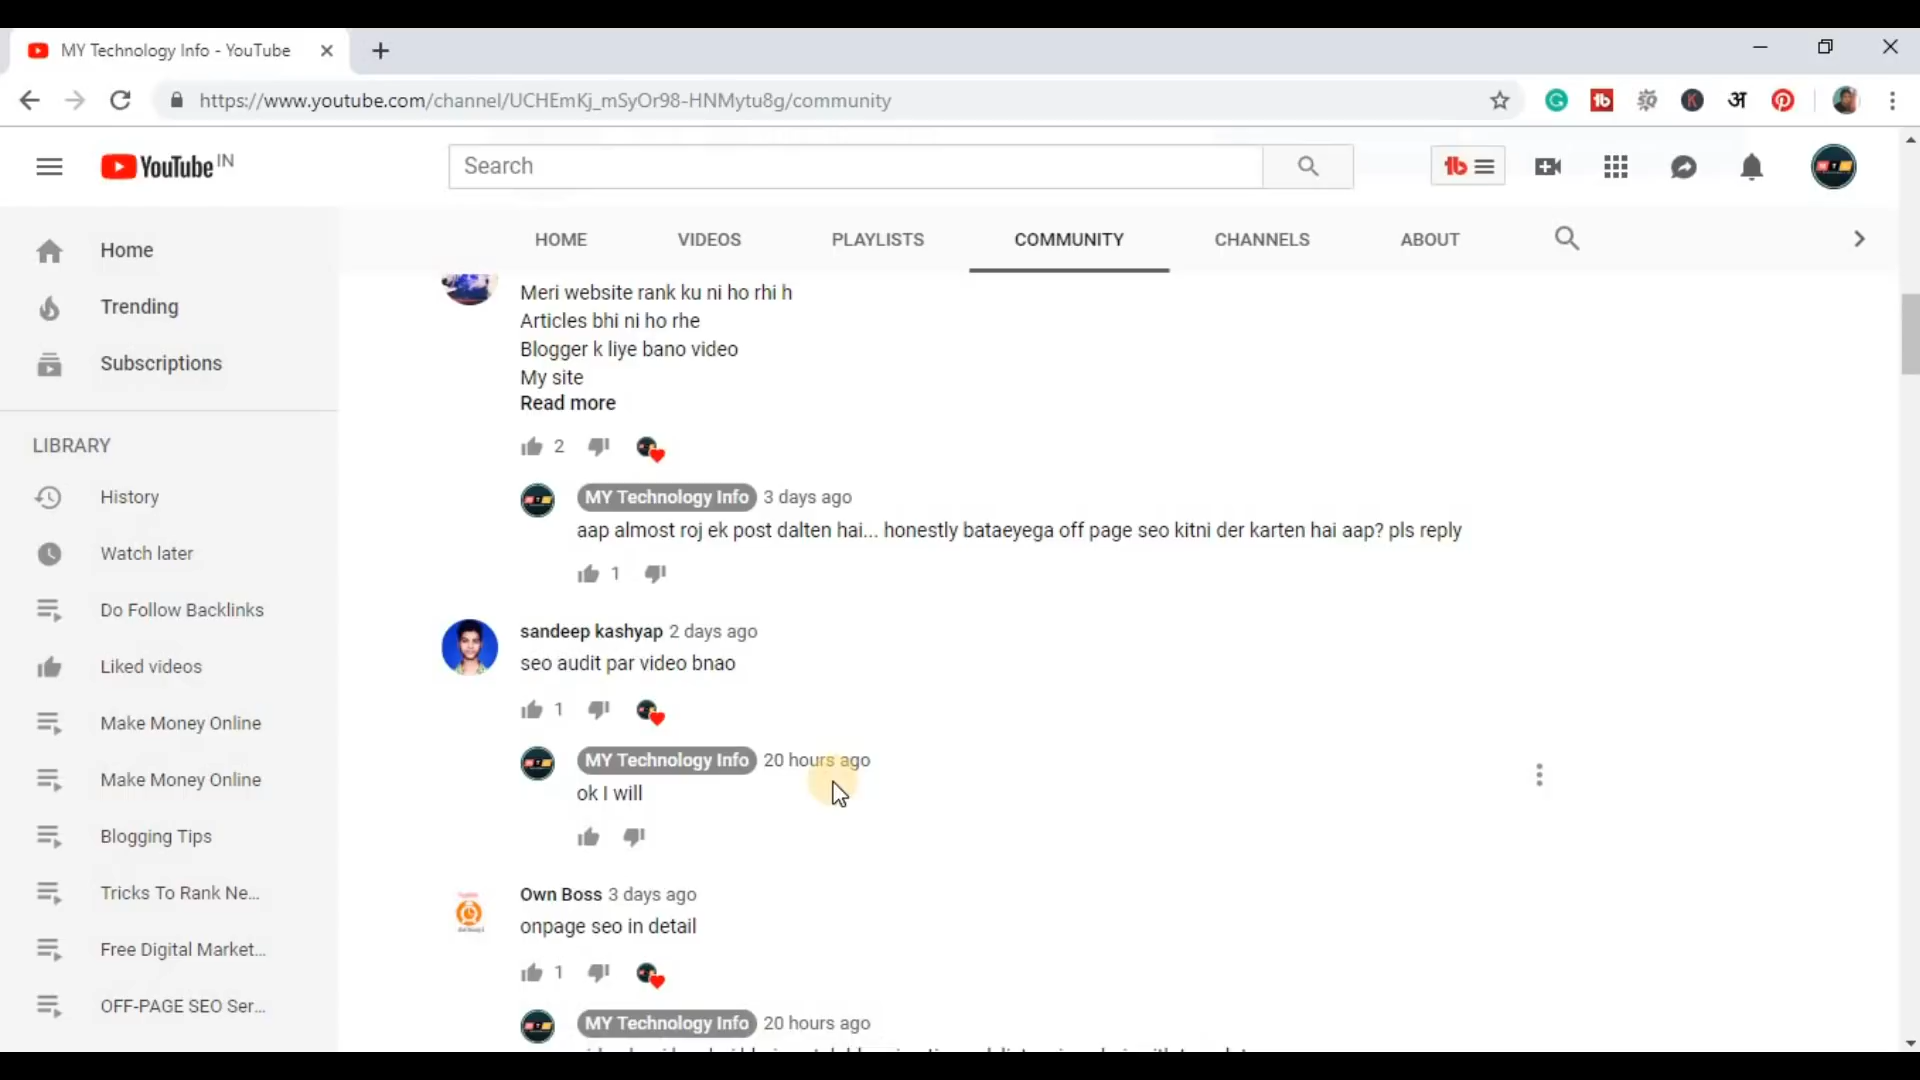 MY Technology Info - YouTube
https://www.youtube.com/channel/UCHEmKj_mSyOr98-HNMytu8g/community
YouTube IN
Search
HOME VIDEOS PLAYLISTS COMMUNITY CHANNELS ABOUT
Home
Trending
Subscriptions
LIBRARY
History
Watch later
Do Follow Backlinks
Liked videos
Make Money Online
Make Money Online
Blogging Tips
Tricks To Rank Ne...
Free Digital Market...
OFF-PAGE SEO Ser...
Meri website rank ku ni ho rhi h
Articles bhi ni ho rhe
Blogger k liye bano video
My site
Read more
2
MY Technology Info 3 days ago
aap almost roj ek post dalten hai... honestly bataeyega off page seo kitni der karten hai aap? pls reply
1
sandeep kashyap 2 days ago
seo audit par video bnao
1
MY Technology Info 20 hours ago
ok I will
Own Boss 3 days ago
onpage seo in detail
1
MY Technology Info 20 hours ago